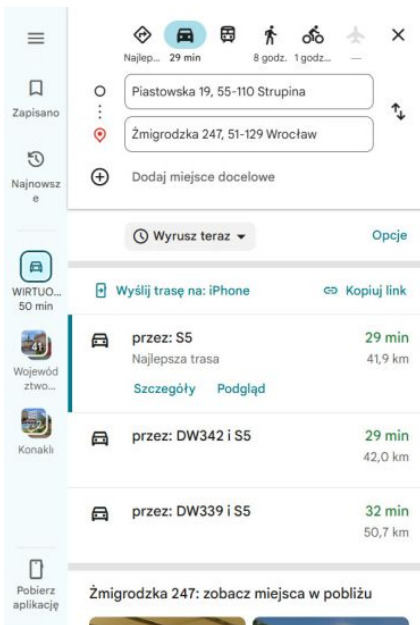 Najlep...
29 min
8 godz.
1 godz...
—
Zapisano
Najnowsz
e
WIRTUO...
50 min
41
Wojewód
ztwo...
Konaklı
Pobierz
aplikację
Piastowska 19, 55-110 Strupina
Żmigrodzka 247, 51-129 Wrocław
Dodaj miejsce docelowe
Wyrusz teraz
Opcje
Wyślij trasę na: iPhone
Kopiuj link
przez: S5
29 min
Najlepsza trasa
41,9 km
Szczegóły Podgląd
przez: DW342 i S5
29 min
42,0 km
przez: DW339 i S5
32 min
50,7 km
Żmigrodzka 247: zobacz miejsca w pobliżu